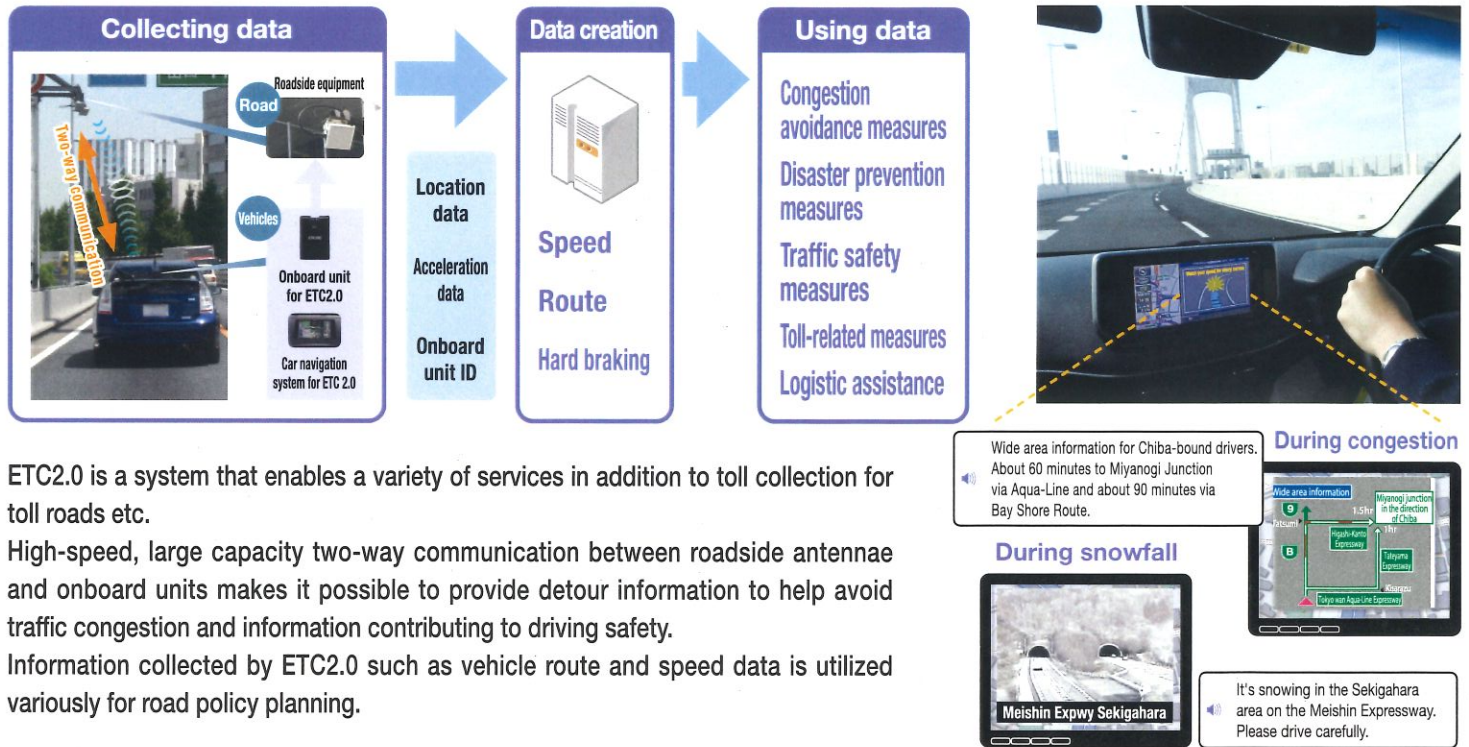 Collecting data
Roadside equipment
Road
Two-way communication
Vehicles
Onboard unit
for ETC2.0
Car navigation
system for ETC 2.0
Location
data
Acceleration
data
Onboard
unit ID
Data creation
Speed
Route
Hard braking
Using data
Congestion
avoidance measures
Disaster prevention
measures
Traffic safety
measures
Toll-related measures
Logistic assistance
ETC2.0 is a system that enables a variety of services in addition to toll collection for
toll roads etc.
High-speed, large capacity two-way communication between roadside antennae
and onboard units makes it possible to provide detour information to help avoid
traffic congestion and information contributing to driving safety.
Information collected by ETC2.0 such as vehicle route and speed data is utilized
variously for road policy planning.
Wide area information for Chiba-bound drivers.
About 60 minutes to Miyanogi Junction
via Aqua-Line and about 90 minutes via
Bay Shore Route.
During congestion
Wide area information
Miyanogi junction
in the direction
of Chiba
9
1.5hr
Tatsumi
1hr
Higashi-Kanto
Expressway
B
Tateyama
Expressway
Kisarazu
Tokyo wan Aqua-Line Expressway
During snowfall
Meishin Expwy Sekigahara
It's snowing in the Sekigahara
area on the Meishin Expressway.
Please drive carefully.